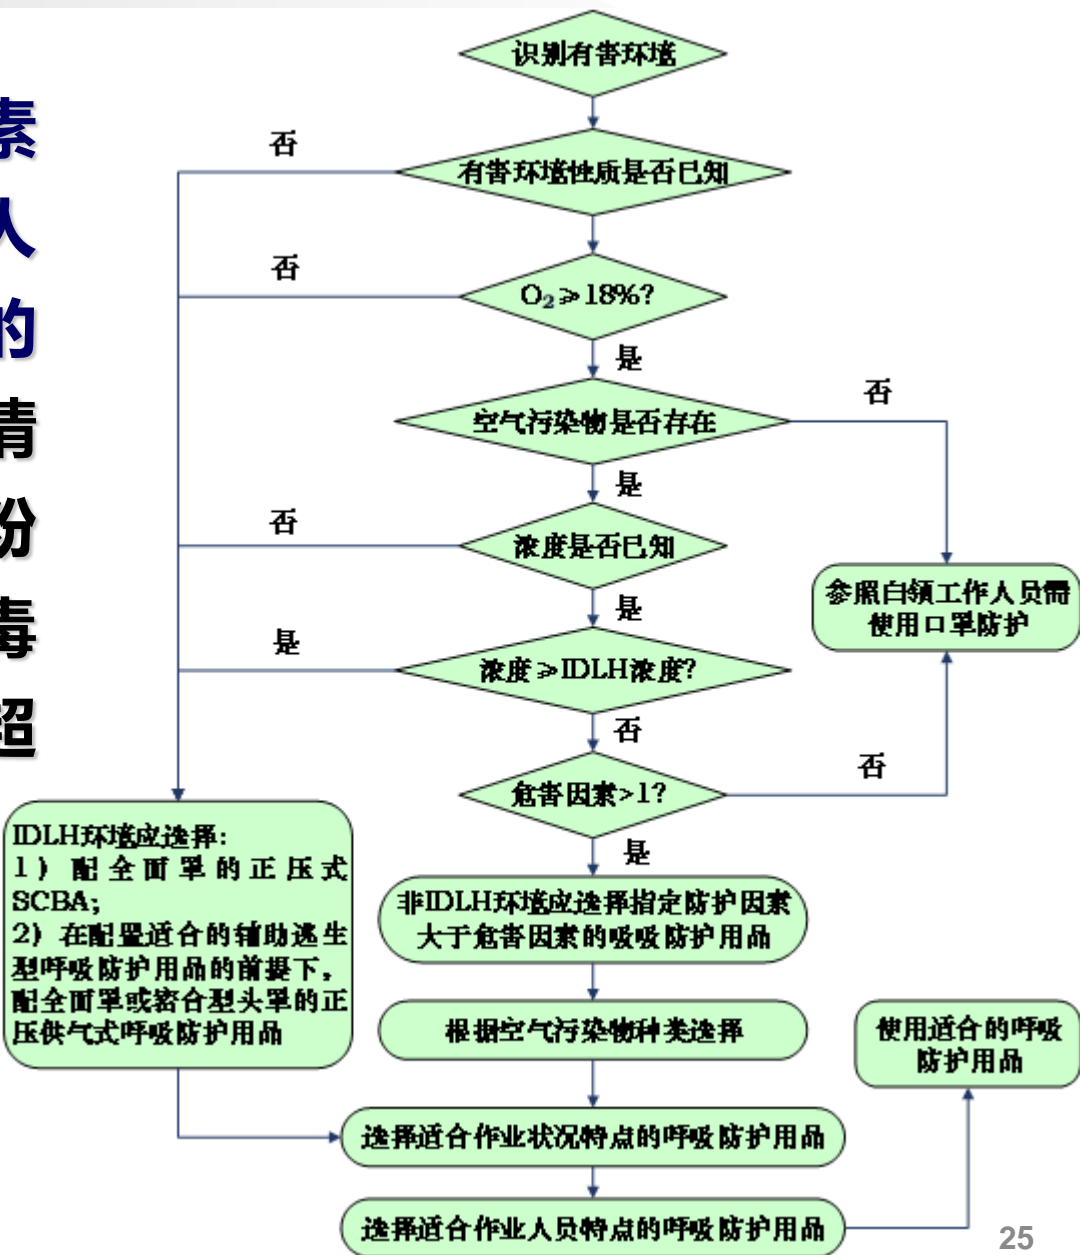 素
人
的
情
粉
毒
超
识别有害环境
否
有害环境性质是否已知
否
O₂≥18%?
是
空气污染物是否存在
否
是
否
浓度是否已知
参照白领工作人员需
使用口罩防护
是
是
浓度≥IDLH浓度?
否
危害因素>1?
否
是
IDLH环境应选择:
1) 配全面罩的正压式
SCBA;
2) 在配置适合的辅助逃生
型呼吸防护用品的前提下,
配全面罩或密合型头罩的正
压供气式呼吸防护用品
非IDLH环境应选择指定防护因素
大于危害因素的吸吸防护用品
根据空气污染物种类选择
使用适合的呼吸
防护用品
选择适合作业状况特点的呼吸防护用品
选择适合作业人员特点的呼吸防护用品
25